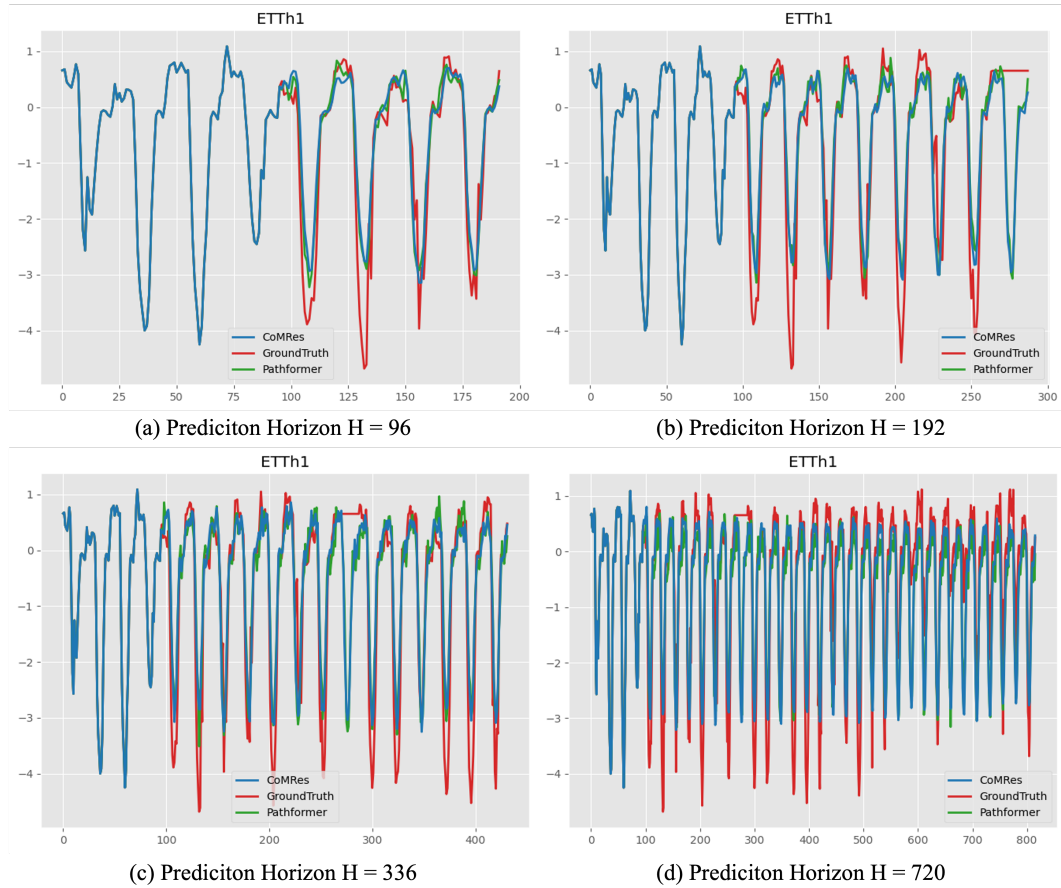 ETTh1
ETTh1
1
0
−1
−2
−3
−4
CoMRes
GroundTruth
Pathformer
0 25 50 75 100 125 150 175 200
1
0
−1
−2
−3
−4
CoMRes
GroundTruth
Pathformer
0 50 100 150 200 250 300
(a) Prediciton Horizon H = 96
(b) Prediciton Horizon H = 192
ETTh1
ETTh1
1
0
−1
−2
−3
−4
CoMRes
GroundTruth
Pathformer
0 100 200 300 400
1
0
−1
−2
−3
−4
CoMRes
GroundTruth
Pathformer
0 100 200 300 400 500 600 700 800
(c) Prediciton Horizon H = 336
(d) Prediciton Horizon H = 720